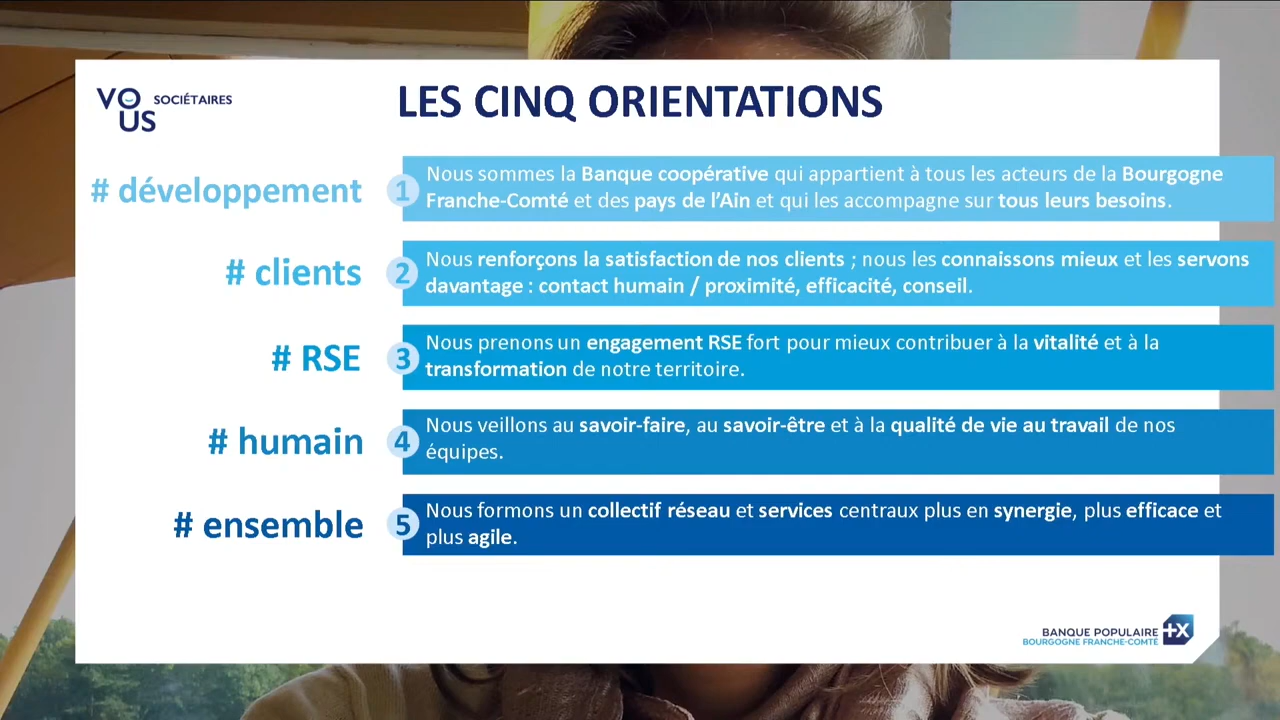 VOUS SOCIÉTAIRES
LES CINQ ORIENTATIONS
# développement
1
Nous sommes la Banque coopérative qui appartient à tous les acteurs de la Bourgogne
Franche-Comté et des pays de l’Ain et qui les accompagne sur tous leurs besoins.
# clients
2
Nous renforçons la satisfaction de nos clients ; nous les connaissons mieux et les servons
davantage : contact humain / proximité, efficacité, conseil.
# RSE
3
Nous prenons un engagement RSE fort pour mieux contribuer à la vitalité et à la
transformation de notre territoire.
# humain
4
Nous veillons au savoir-faire, au savoir-être et à la qualité de vie au travail de nos
équipes.
# ensemble
5
Nous formons un collectif réseau et services centraux plus en synergie, plus efficace et
plus agile.
BANQUE POPULAIRE
BOURGOGNE FRANCHE-COMTÉ